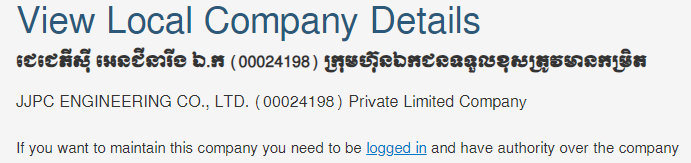 View Local Company Details
ជេជេភីស៊ី អេនជីនារីង ឯ.ក (00024198) ក្រុមហ៊ុនឯកជនទទួលខុសត្រូវមានកម្រិត
JJPC ENGINEERING CO., LTD. (00024198) Private Limited Company
If you want to maintain this company you need to be logged in and have authority over the company